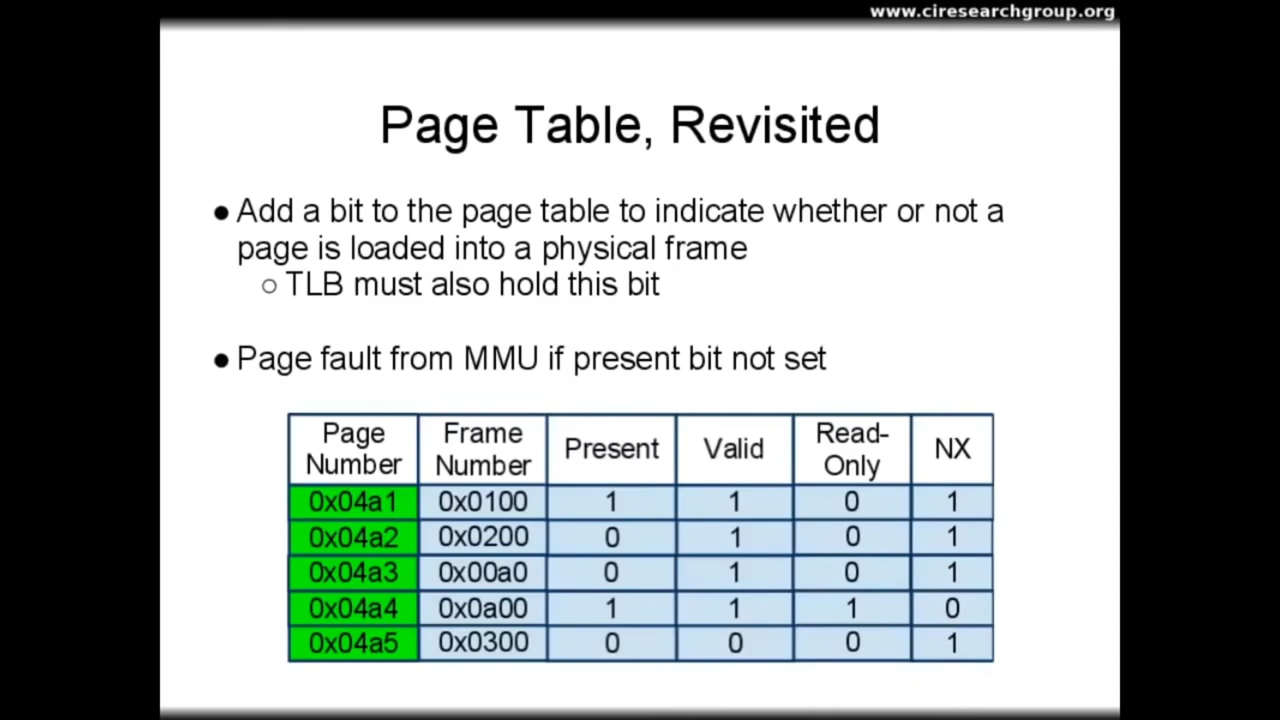 www.ciresearchgroup.org
Page Table, Revisited
● Add a bit to the page table to indicate whether or not a
page is loaded into a physical frame
○ TLB must also hold this bit
● Page fault from MMU if present bit not set
Page Number Frame Number Present Valid Read-Only NX
0x04a1 0x0100 1 1 0 1
0x04a2 0x0200 0 1 0 1
0x04a3 0x00a0 0 1 0 1
0x04a4 0x0a00 1 1 1 0
0x04a5 0x0300 0 0 0 1